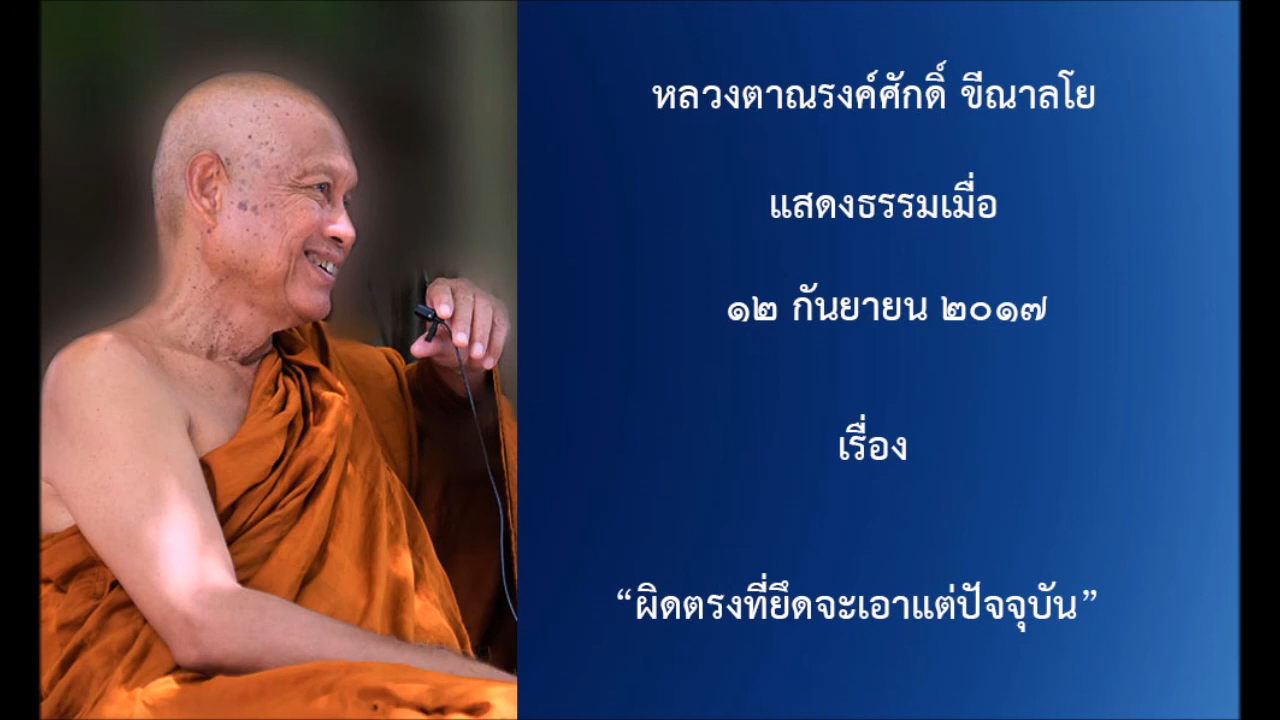 หลวงตาณรงค์ศักดิ์ ขีณาลโย
แสดงธรรมเมื่อ
๑๒ กันยายน ๒๐๑๗
เรื่อง
“ผิดตรงที่ยึดจะเอาแต่ปัจจุบัน”